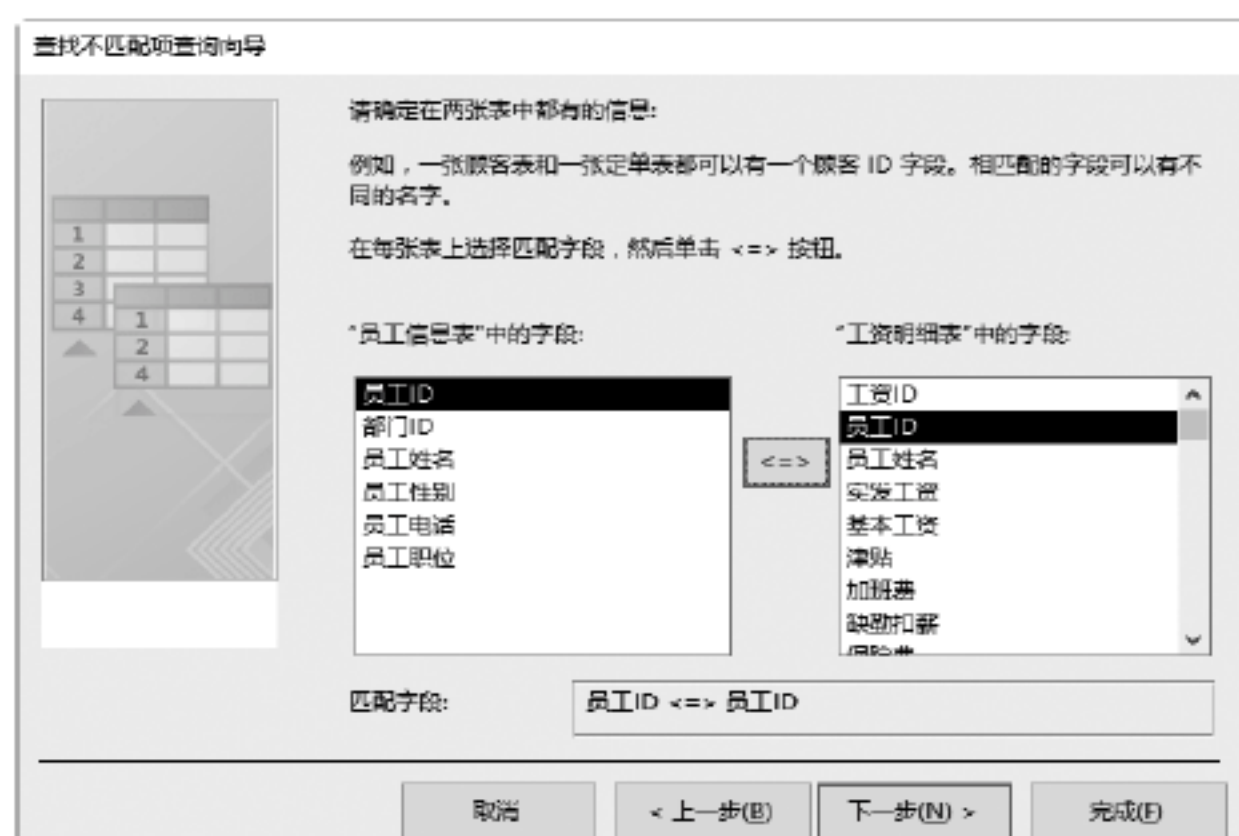 查找不匹配项查询向导
请确定在两张表中都有的信息:
例如，一张顾客表和一张定单表都可以有一个顾客 ID 字段。相匹配的字段可以有不
同的名字。
在每张表上选择匹配字段，然后单击 <=> 按钮。
1
2
3
4
1
2
4
"员工信息表"中的字段:
"工资明细表"中的字段:
员工ID
部门ID
员工姓名
员工性别
员工电话
员工职位
<=>
工资ID
员工ID
员工姓名
实发工资
基本工资
津贴
加班费
缺勤扣薪
匹配字段:
员工ID <=> 员工ID
取消
< 上一步(B)
下一步(N) >
完成(F)